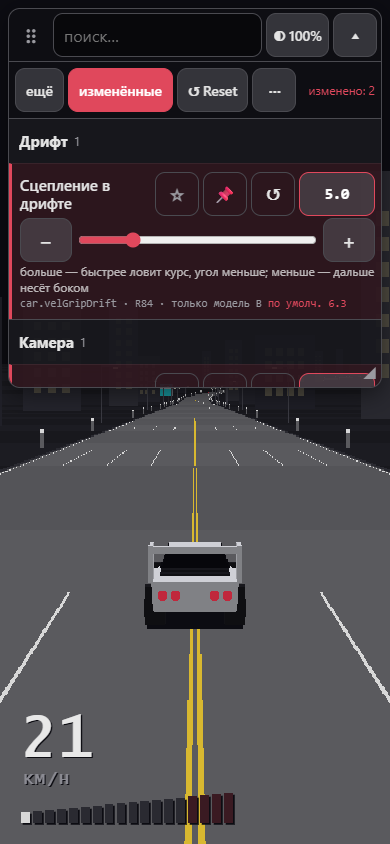 поиск...
100%
ещё
изменённые
Reset
---
изменено: 2
Дрифт 1
Сцепление в
дрифте
5.0
больше — быстрее ловит курс, угол меньше; меньше — дальше
несёт боком
car.velGripDrift · R84 · только модель B по умолч. 6.3
Камера 1
21
KM/H